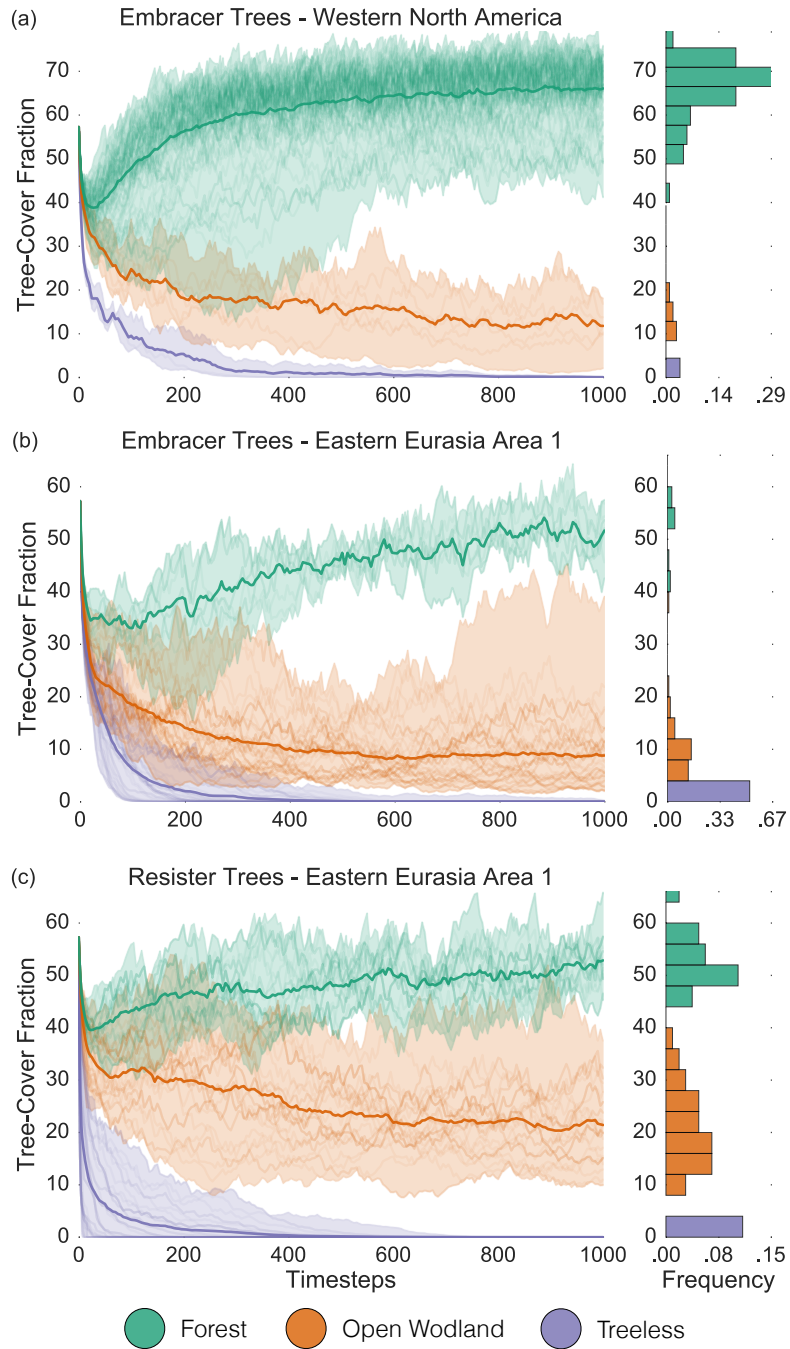 (a) Embracer Trees - Western North America
Tree-Cover Fraction
70
60
50
40
30
20
10
0
0 200 400 600 800 1000
70
60
50
40
30
20
10
0
.00 .14 .29
(b) Embracer Trees - Eastern Eurasia Area 1
Tree-Cover Fraction
60
50
40
30
20
10
0
0 200 400 600 800 1000
60
50
40
30
20
10
0
.00 .33 .67
(c) Resister Trees - Eastern Eurasia Area 1
Tree-Cover Fraction
60
50
40
30
20
10
0
0 200 400 600 800 1000
Timesteps
60
50
40
30
20
10
0
.00 .08 .15
Frequency
Forest Open Wodland Treeless